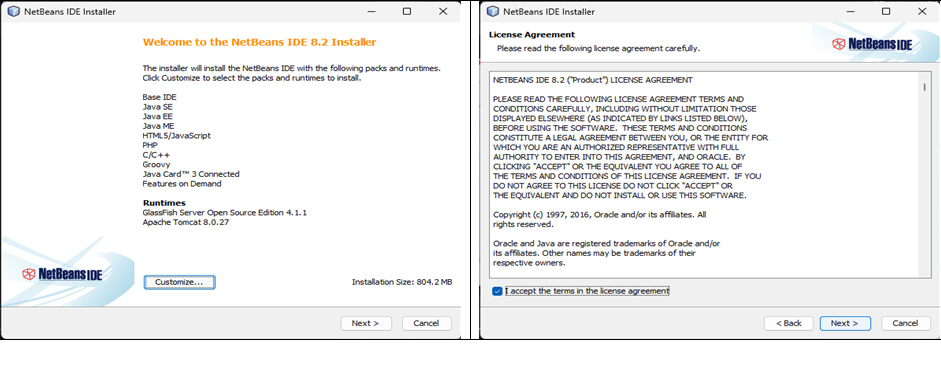 NetBeans IDE Installer
Welcome to the NetBeans IDE 8.2 Installer
The installer will install the NetBeans IDE with the following packs and runtimes.
Click Customize to select the packs and runtimes to install.
Base IDE
Java SE
Java EE
Java ME
HTML5/JavaScript
PHP
C/C++
Groovy
Java Card™ 3 Connected
Features on Demand
Runtimes
GlassFish Server Open Source Edition 4.1.1
Apache Tomcat 8.0.27
NetBeans IDE
Customize...
Installation Size: 804.2 MB
Next >
Cancel
NetBeans IDE Installer
License Agreement
Please read the following license agreement carefully.
NetBeans IDE
NETBEANS IDE 8.2 ("Product") LICENSE AGREEMENT
PLEASE READ THE FOLLOWING LICENSE AGREEMENT TERMS AND
CONDITIONS CAREFULLY, INCLUDING WITHOUT LIMITATION THOSE
DISPLAYED ELSEWHERE (AS INDICATED BY LINKS LISTED BELOW),
BEFORE USING THE SOFTWARE.  THESE TERMS AND CONDITIONS
CONSTITUTE A LEGAL AGREEMENT BETWEEN YOU, OR THE ENTITY FOR
WHICH YOU ARE AN AUTHORIZED REPRESENTATIVE WITH FULL
AUTHORITY TO ENTER INTO THIS AGREEMENT, AND ORACLE.  BY
CLICKING "ACCEPT" OR THE EQUIVALENT YOU AGREE TO ALL OF
THE TERMS AND CONDITIONS OF THIS LICENSE AGREEMENT.  IF YOU
DO NOT AGREE TO THIS LICENSE DO NOT CLICK "ACCEPT" OR
THE EQUIVALENT AND DO NOT INSTALL OR USE THIS SOFTWARE.
Copyright (c) 1997, 2016, Oracle and/or its affiliates. All
rights reserved.
Oracle and Java are registered trademarks of Oracle and/or
its affiliates. Other names may be trademarks of their
respective owners.
I accept the terms in the license agreement
< Back
Next >
Cancel